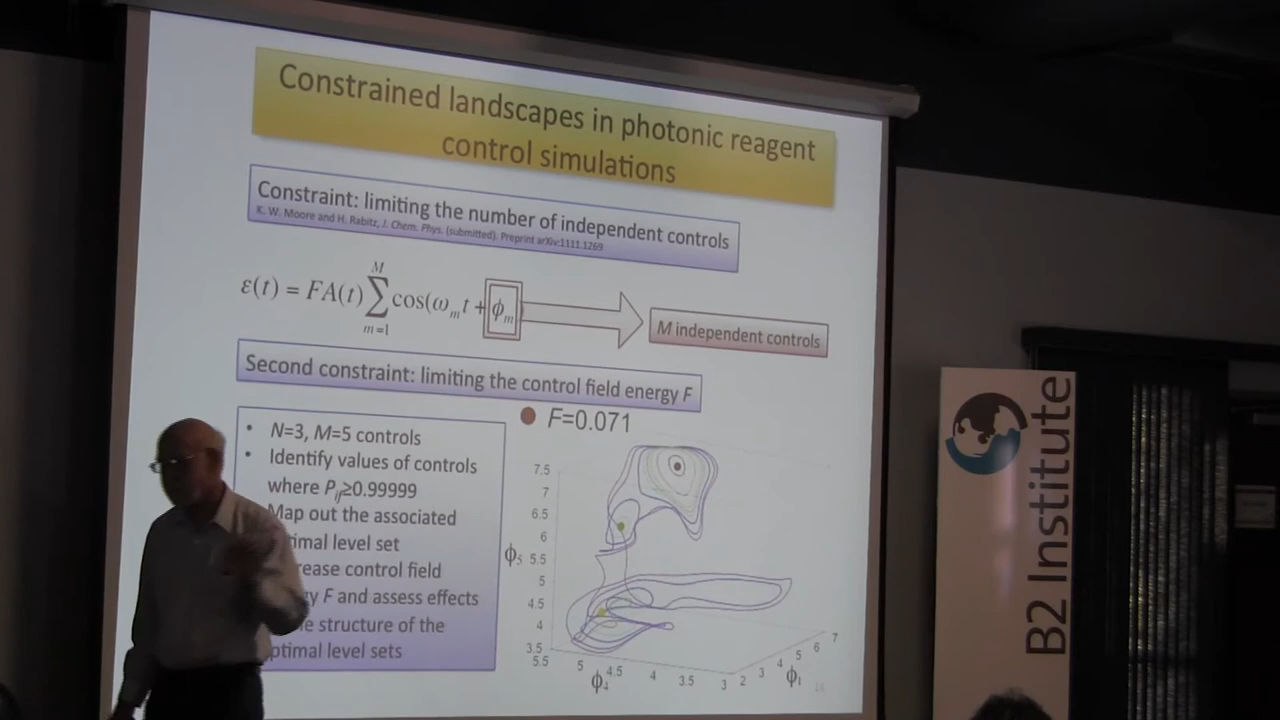 Constrained landscapes in photonic reagent
control simulations
Constraint: limiting the number of independent controls
K. W. Moore and H. Rabitz, J. Chem. Phys. (submitted). Preprint arXiv:1111.1269
ε(t) = FA(t) ∑ cos(ω_m t + ϕ_m)
M
m=1
M independent controls
Second constraint: limiting the control field energy F
• N=3, M=5 controls
• Identify values of controls
where P_if≥0.99999
Map out the associated
imal level set
rease control field
gy F and assess effects
e structure of the
ptimal level sets
F=0.071
7.5
7
6.5
6
5.5
5
4.5
4
3.5
ϕ5
5.5
5
4.5
4
3.5
3
ϕ4
2
3
4
5
6
7
ϕ1
B2 Institute